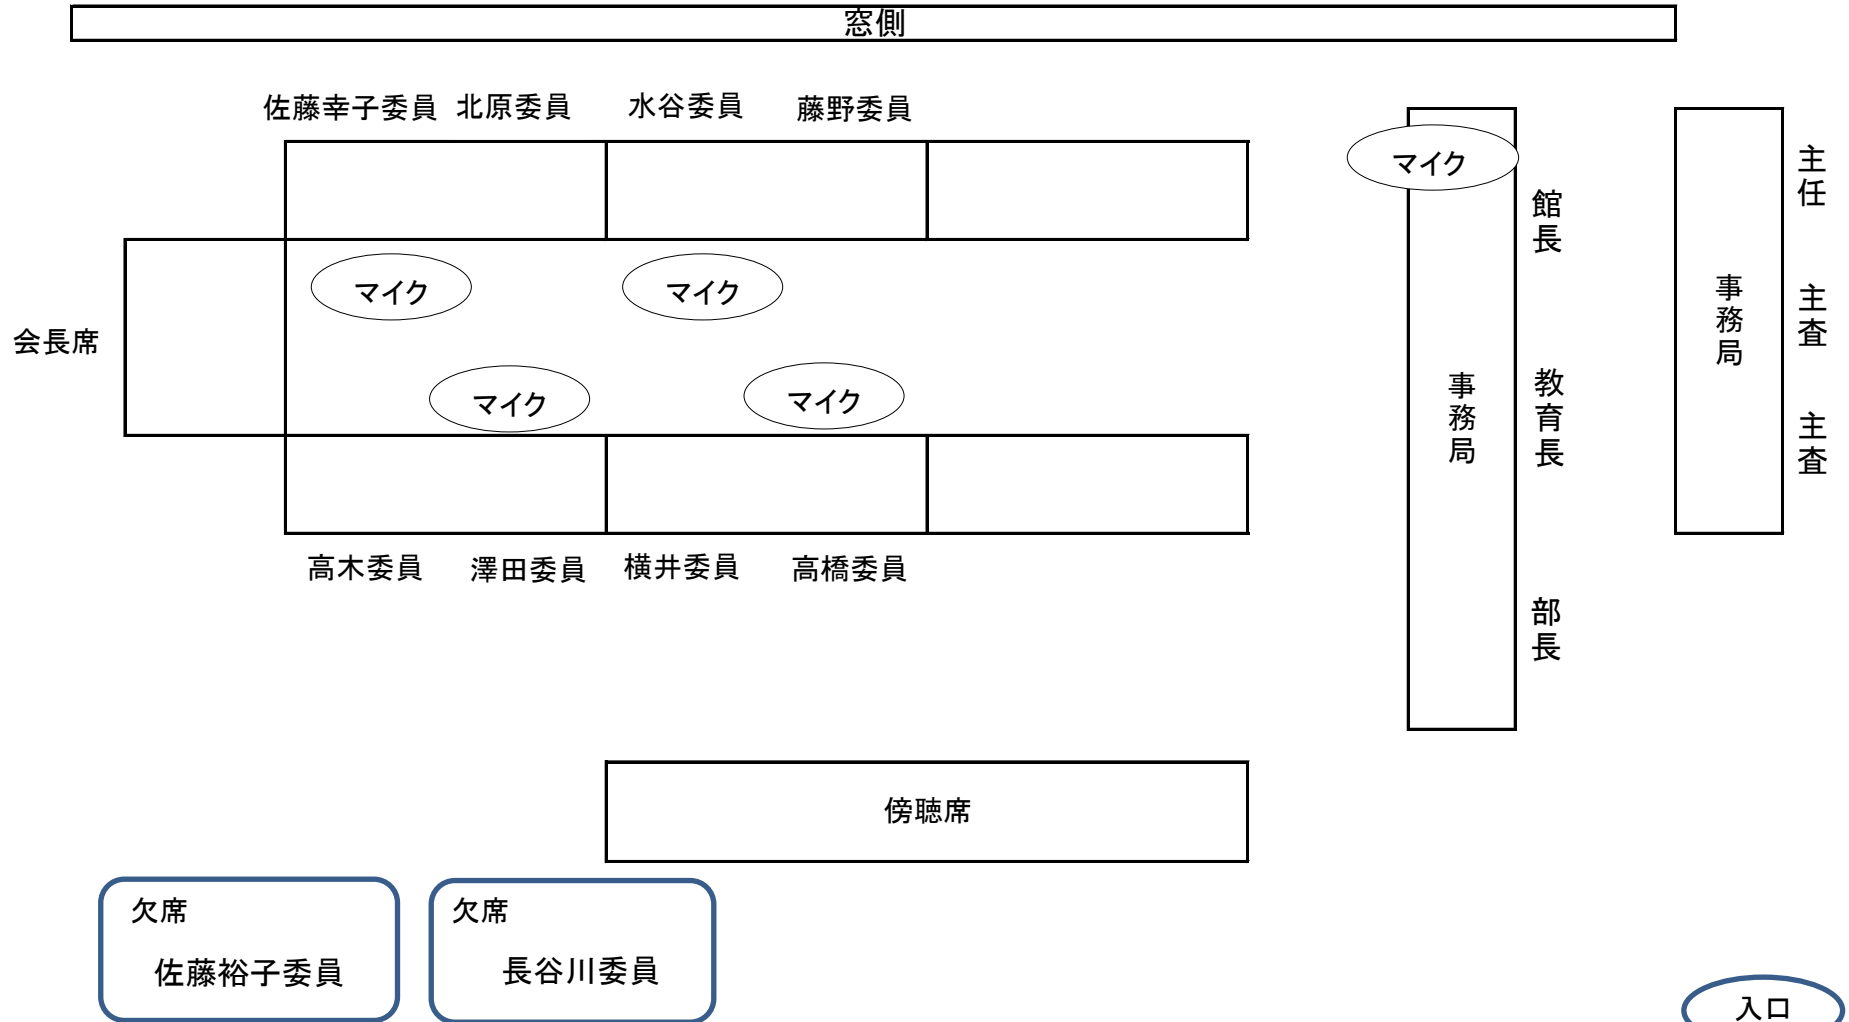 窓側
佐藤幸子委員
北原委員
水谷委員
藤野委員
マイク
館長
主任
マイク
マイク
会長席
事務局
主査
マイク
マイク
事務局
教育長
主査
高木委員
澤田委員
横井委員
高橋委員
部長
傍聴席
欠席
佐藤裕子委員
欠席
長谷川委員
入口